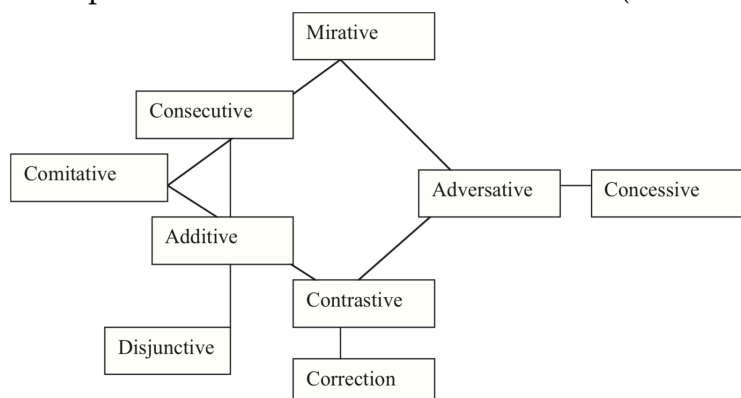 Mirative
Consecutive
Comitative
Adversative
Concessive
Additive
Contrastive
Disjunctive
Correction